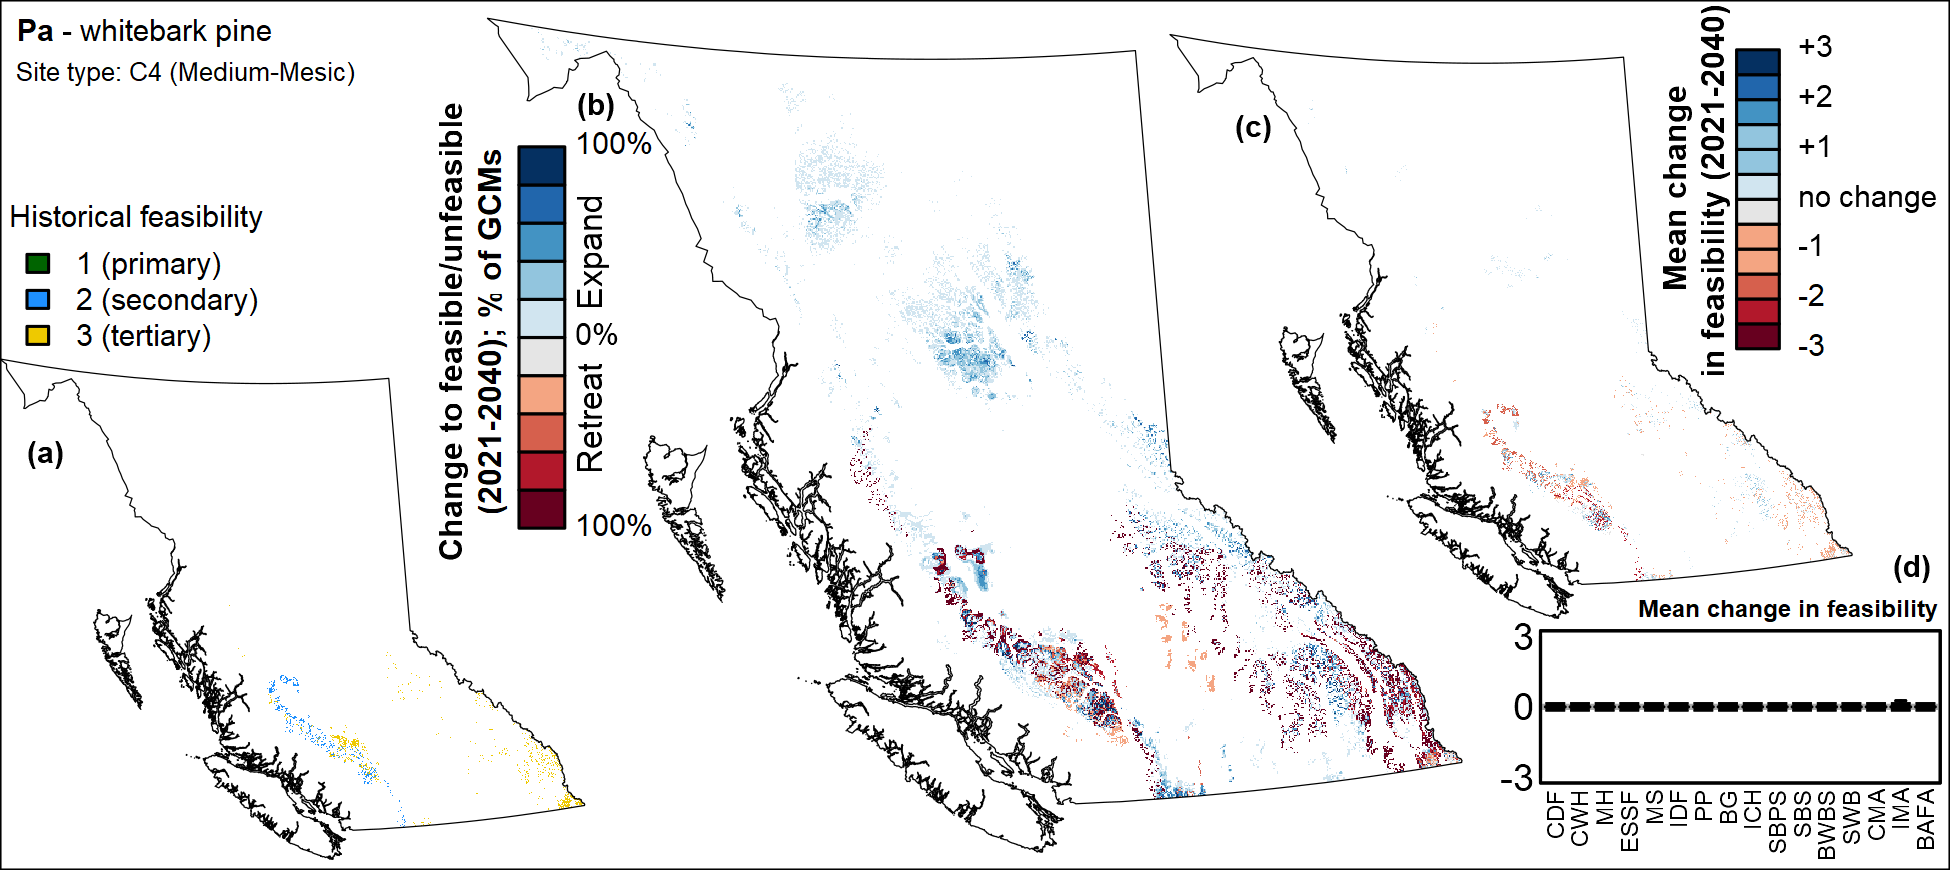 Pa - whitebark pine
Site type: C4 (Medium-Mesic)
Historical feasibility
1 (primary)
2 (secondary)
3 (tertiary)
(a)
(b)
Change to feasible/unfeasible
(2021-2040); % of GCMs
100%
Expand
0%
Retreat
100%
(c)
Mean change
in feasibility (2021-2040)
+3
+2
+1
no change
-1
-2
-3
(d)
Mean change in feasibility
3
0
-3
CDF
CWH
MH
ESSF
MS
IDF
PP
BG
ICH
SBPS
SBS
BWBS
SWB
CMA
IMA
BAFA